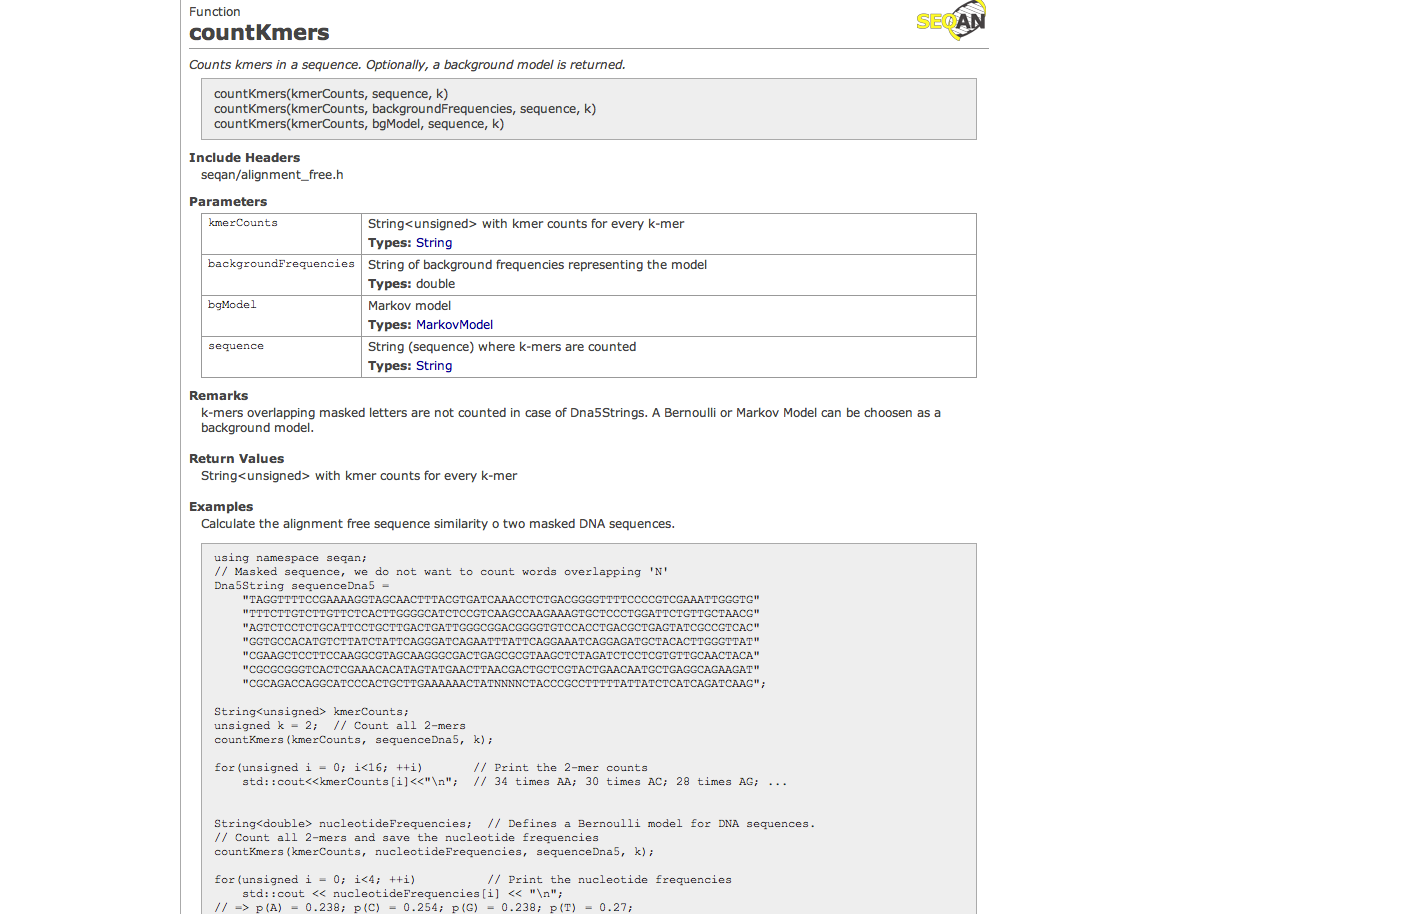 Function
SEQAN
countKmers
Counts kmers in a sequence. Optionally, a background model is returned.
countKmers(kmerCounts, sequence, k)
countKmers(kmerCounts, backgroundFrequencies, sequence, k)
countKmers(kmerCounts, bgModel, sequence, k)
Include Headers
seqan/alignment_free.h
Parameters
kmerCounts String<unsigned> with kmer counts for every k-mer
Types: String
backgroundFrequencies String of background frequencies representing the model
Types: double
bgModel Markov model
Types: MarkovModel
sequence String (sequence) where k-mers are counted
Types: String
Remarks
k-mers overlapping masked letters are not counted in case of Dna5Strings. A Bernoulli or Markov Model can be choosen as a
background model.
Return Values
String<unsigned> with kmer counts for every k-mer
Examples
Calculate the alignment free sequence similarity o two masked DNA sequences.
using namespace seqan;
// Masked sequence, we do not want to count words overlapping 'N'
Dna5String sequenceDna5 =
"TAGGTTTTCCGAAAAGGTAGCAACTTTACGTGATCAAACCTCTGACGGGGTTTTCCCCGTCGAAATTGGGTG"
"TTTCTTGTCTTGTTCTCACTTGGGGCATCTCCGTCAAGCCAAGAAAGTGCTCCCTGGATTCTGTTGCTAACG"
"AGTCTCCTCTGCATTCCTGCTTGACTGATTGGGCGGACGGGGTGTCCACCTGACGCTGAGTATCGCCGTCAC"
"GGTGCCACATGTCTTATCTATTCAGGGATCAGAATTTATTCAGGAAATCAGGAGATGCTACACTTGGGTTAT"
"CGAAGCTCCTTCCAAGGCGTAGCAAGGGCGACTGAGCGCGTAAGCTCTAGATCTCCTCGTGTTGCAACTACA"
"CGCGCGGGTCACTCGAAACACATAGTATGAACTTAACGACTGCTCGTACTGAACAATGCTGAGGCAGAAGAT"
"CGCAGACCAGGCATCCCACTGCTTGAAAAAACTATNNNNCTACCCGCCTTTTTATTATCTCATCAGATCAAG";
String<unsigned> kmerCounts;
unsigned k = 2;  // Count all 2-mers
countKmers(kmerCounts, sequenceDna5, k);
for(unsigned i = 0; i<16; ++i)       // Print the 2-mer counts
std::cout<<kmerCounts[i]<<"\n";  // 34 times AA; 30 times AC; 28 times AG; ...
String<double> nucleotideFrequencies;  // Defines a Bernoulli model for DNA sequences.
// Count all 2-mers and save the nucleotide frequencies
countKmers(kmerCounts, nucleotideFrequencies, sequenceDna5, k);
for(unsigned i = 0; i<4; ++i)          // Print the nucleotide frequencies
std::cout << nucleotideFrequencies[i] << "\n";
// => p(A) = 0.238; p(C) = 0.254; p(G) = 0.238; p(T) = 0.27;